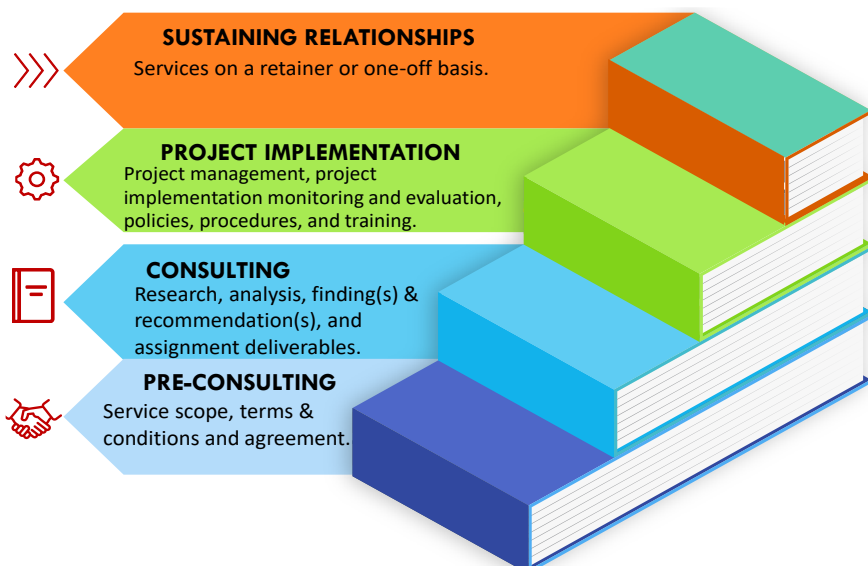 SUSTAINING RELATIONSHIPS
Services on a retainer or one-off basis.
PROJECT IMPLEMENTATION
Project management, project
implementation monitoring and evaluation,
policies, procedures, and training.
CONSULTING
Research, analysis, finding(s) &
recommendation(s), and
assignment deliverables.
PRE-CONSULTING
Service scope, terms &
conditions and agreement.